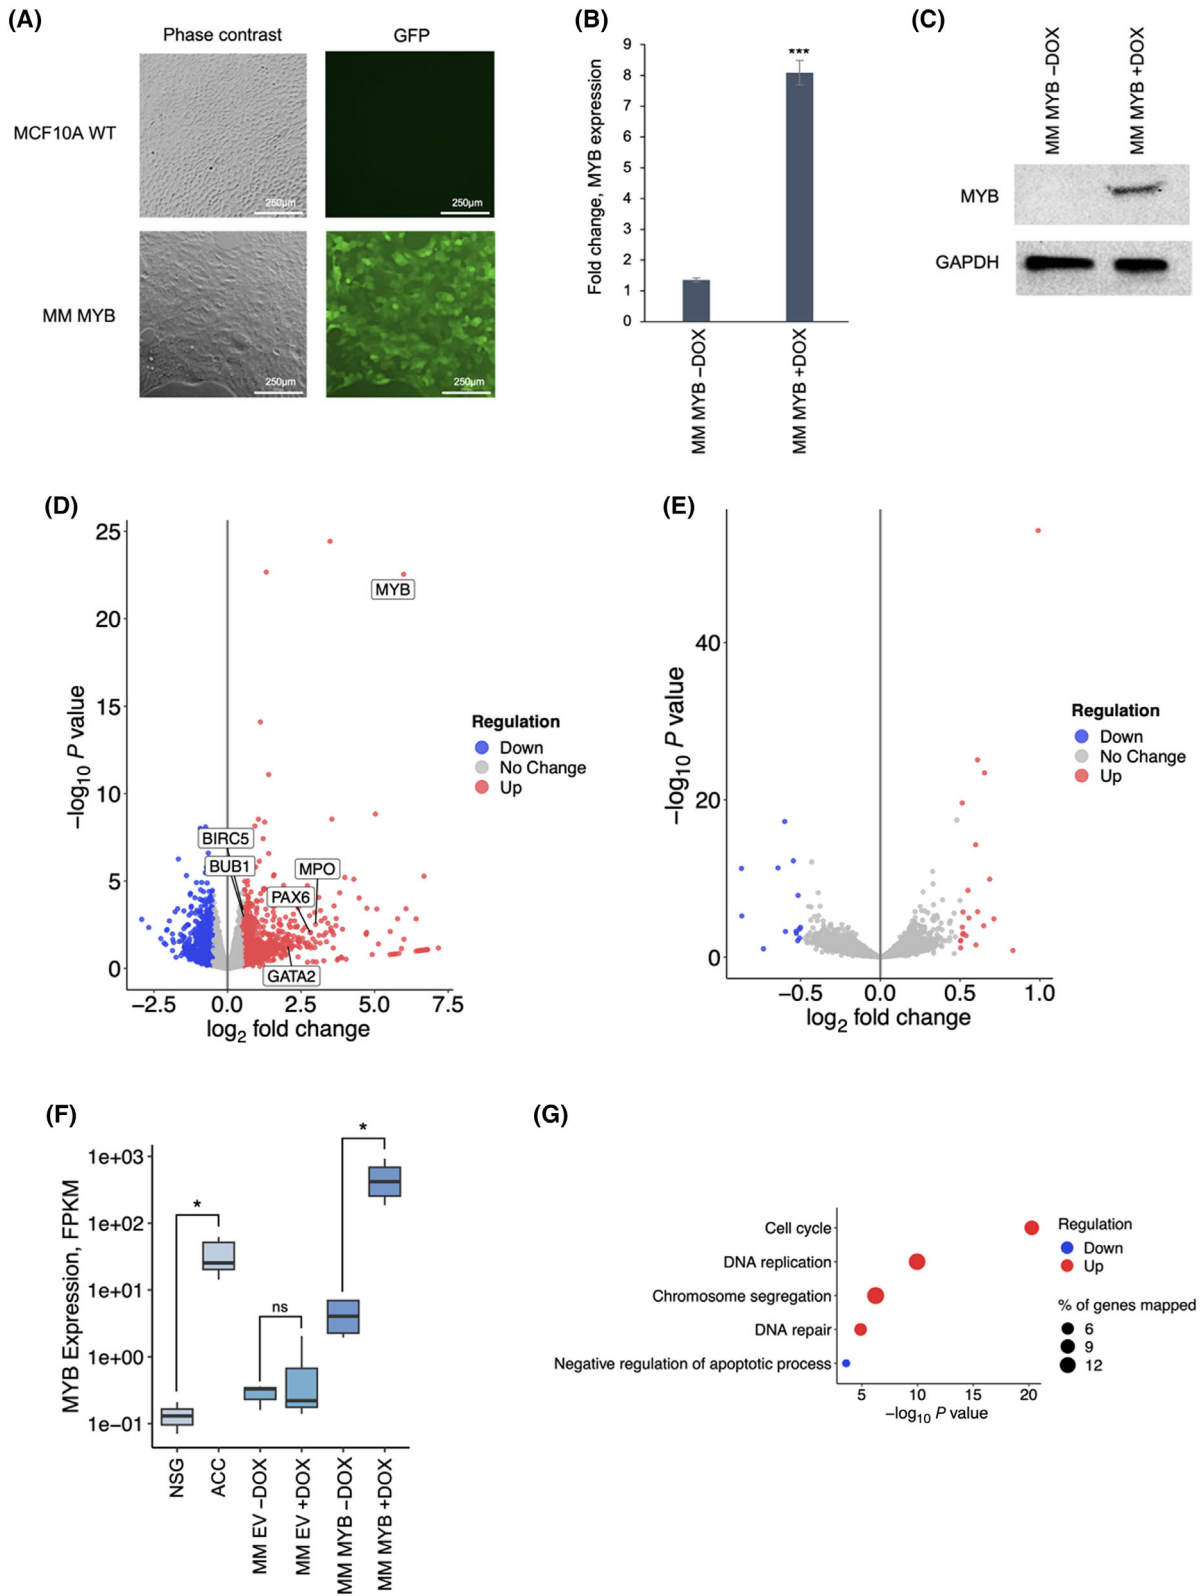 (A)
Phase contrast
GFP
MCF10A WT
250µm
250µm
MM MYB
250µm
250µm
(B)
Fold change, MYB expression
9
8
7
6
5
4
3
2
1
0
***
MM MYB –DOX
MM MYB +DOX
(C)
MM MYB –DOX
MM MYB +DOX
MYB
GAPDH
(D)
–log10 P value
25
20
15
10
5
0
MYB
BIRC5
BUB1
MPO
PAX6
GATA2
−2.5
0.0
2.5
5.0
7.5
log2 fold change
Regulation
Down
No Change
Up
(E)
–log10 P value
40
20
0
−0.5
0.0
0.5
1.0
log2 fold change
Regulation
Down
No Change
Up
(F)
MYB Expression, FPKM
1e+03
1e+02
1e+01
1e+00
1e−01
*
ns
*
NSG
ACC
MM EV –DOX
MM EV +DOX
MM MYB –DOX
MM MYB +DOX
(G)
Cell cycle
DNA replication
Chromosome segregation
DNA repair
Negative regulation of apoptotic process
5
10
15
20
–log10 P value
Regulation
Down
Up
% of genes mapped
6
9
12